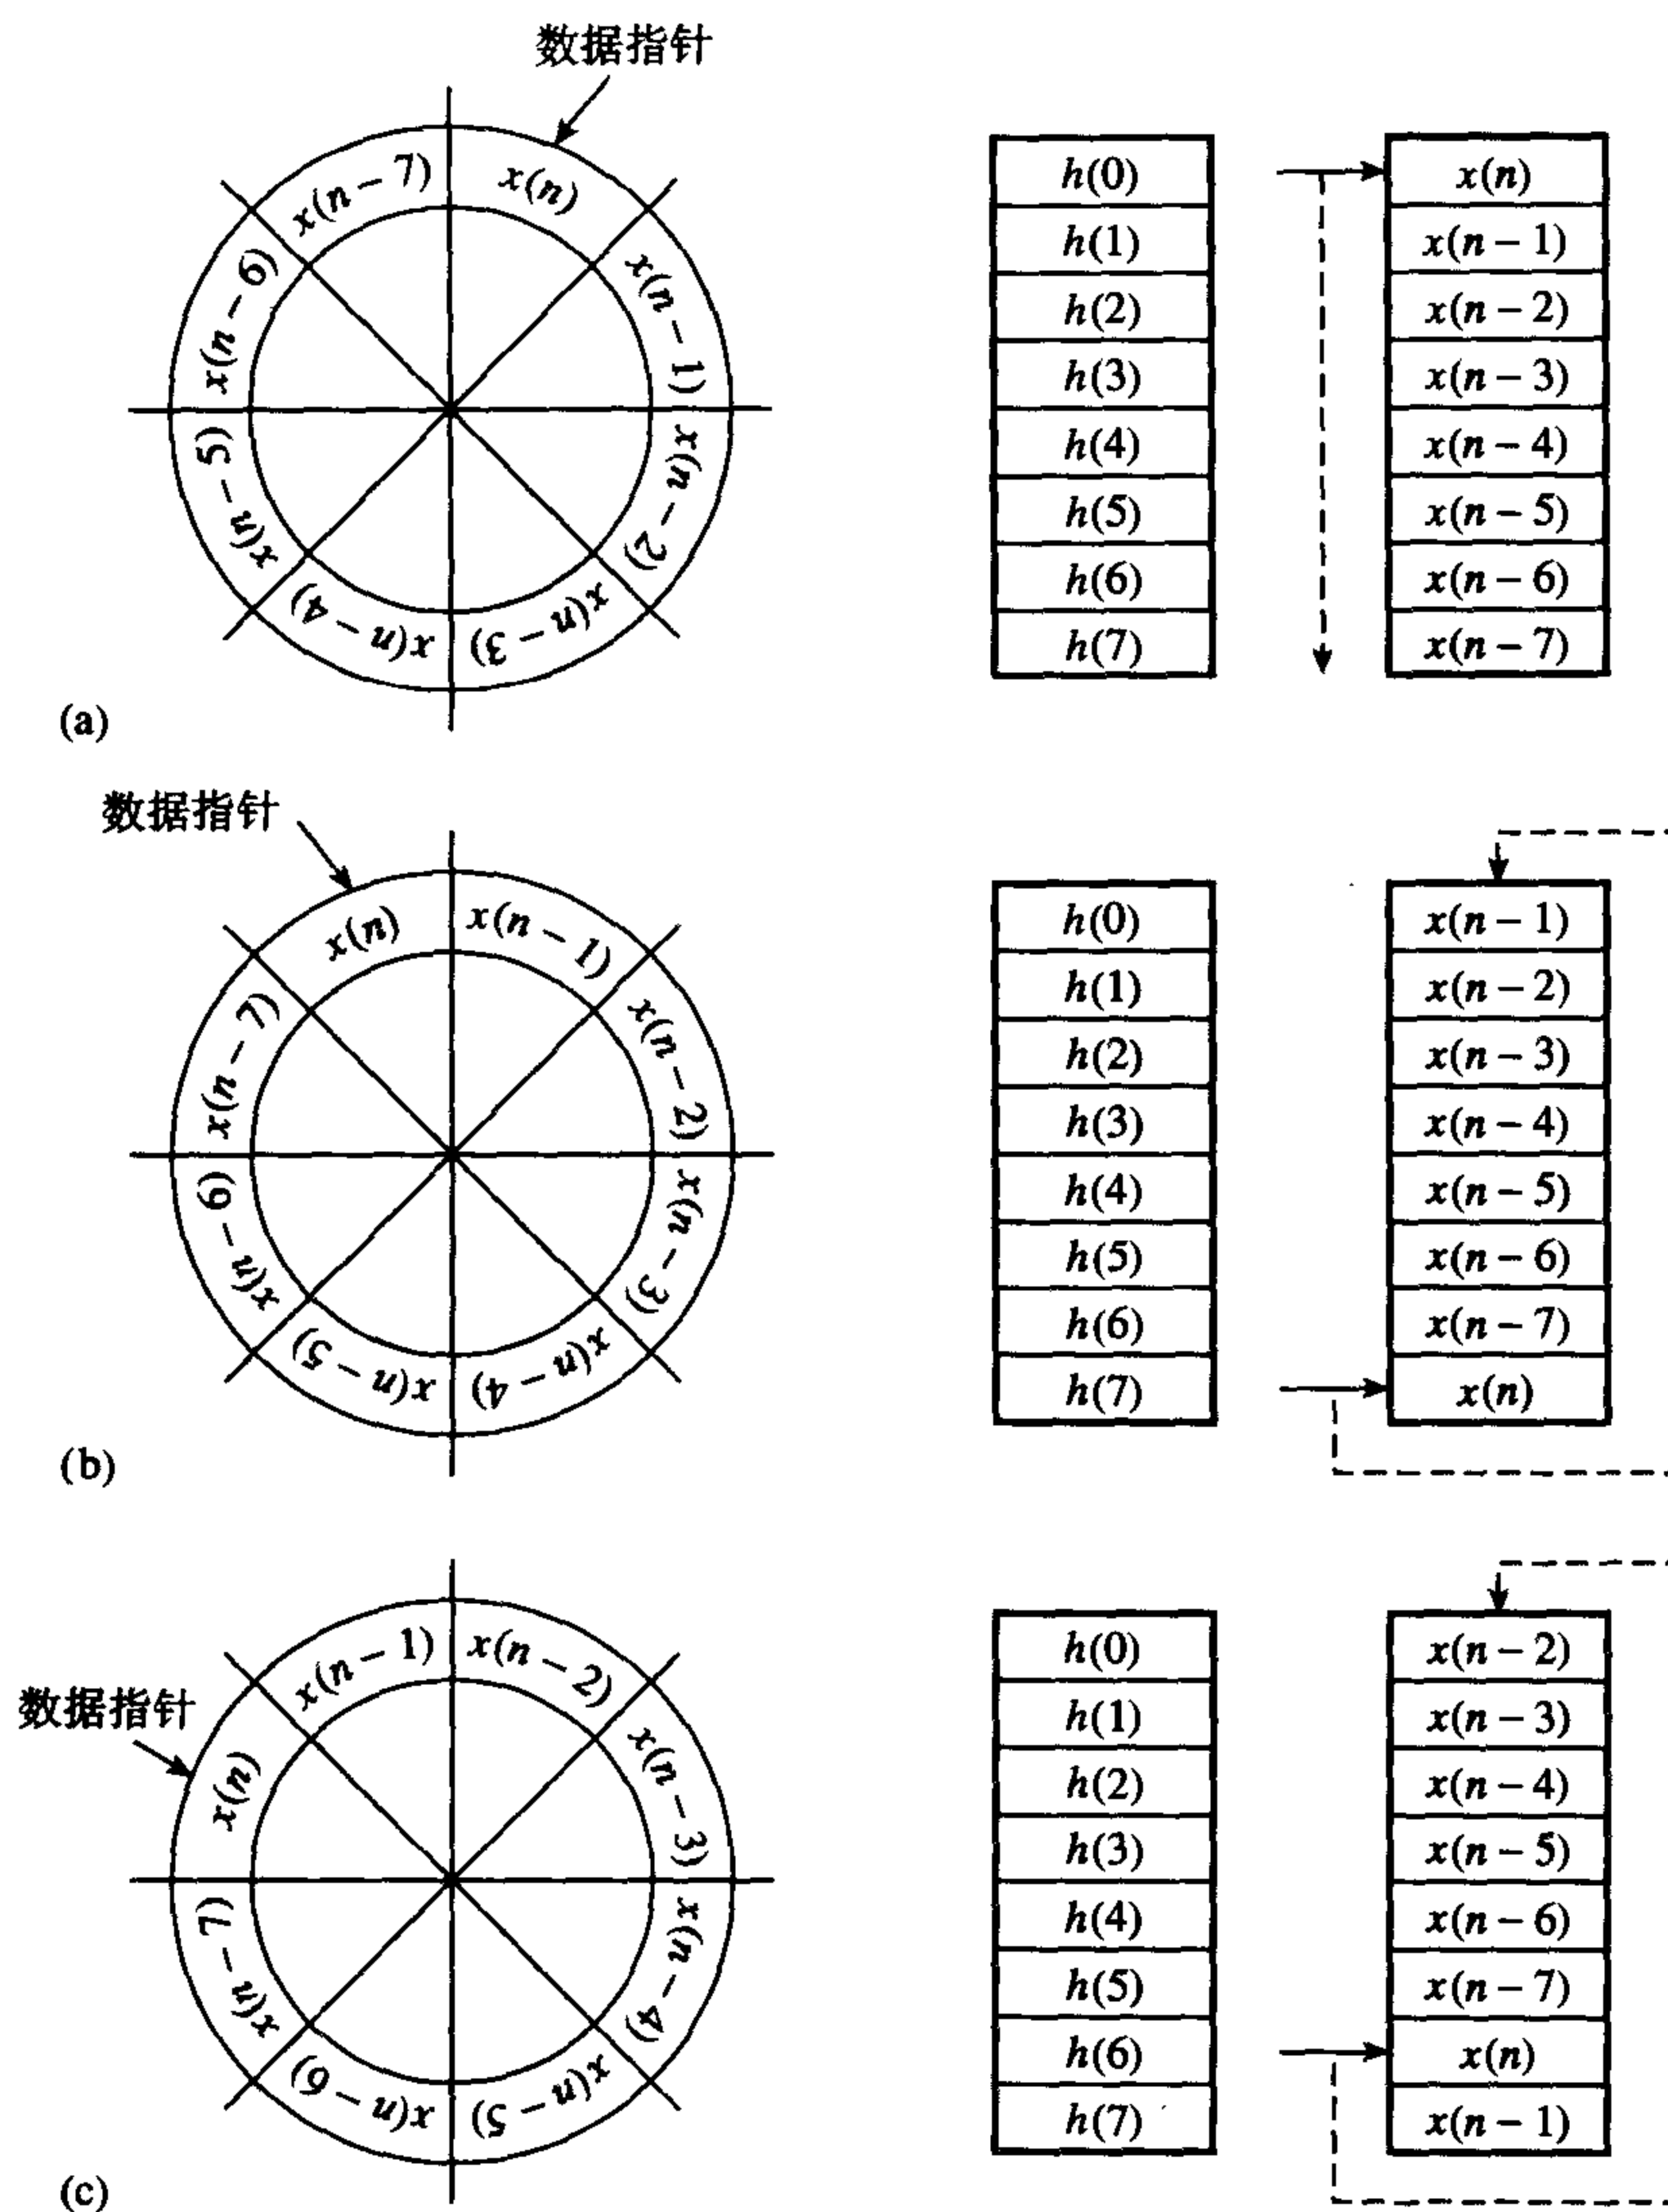 数据指针
x(n)
x(n − 1)
x(n − 2)
x(n − 3)
x(n − 4)
x(n − 5)
x(n − 6)
x(n − 7)
h(0)
h(1)
h(2)
h(3)
h(4)
h(5)
h(6)
h(7)
x(n)
x(n − 1)
x(n − 2)
x(n − 3)
x(n − 4)
x(n − 5)
x(n − 6)
x(n − 7)
(a)
数据指针
x(n)
x(n − 1)
x(n − 2)
x(n − 3)
x(n − 4)
x(n − 5)
x(n − 6)
x(n − 7)
h(0)
h(1)
h(2)
h(3)
h(4)
h(5)
h(6)
h(7)
x(n − 1)
x(n − 2)
x(n − 3)
x(n − 4)
x(n − 5)
x(n − 6)
x(n − 7)
x(n)
(b)
数据指针
x(n)
x(n − 1)
x(n − 2)
x(n − 3)
x(n − 4)
x(n − 5)
x(n − 6)
x(n − 7)
h(0)
h(1)
h(2)
h(3)
h(4)
h(5)
h(6)
h(7)
x(n − 2)
x(n − 3)
x(n − 4)
x(n − 5)
x(n − 6)
x(n − 7)
x(n)
x(n − 1)
(c)